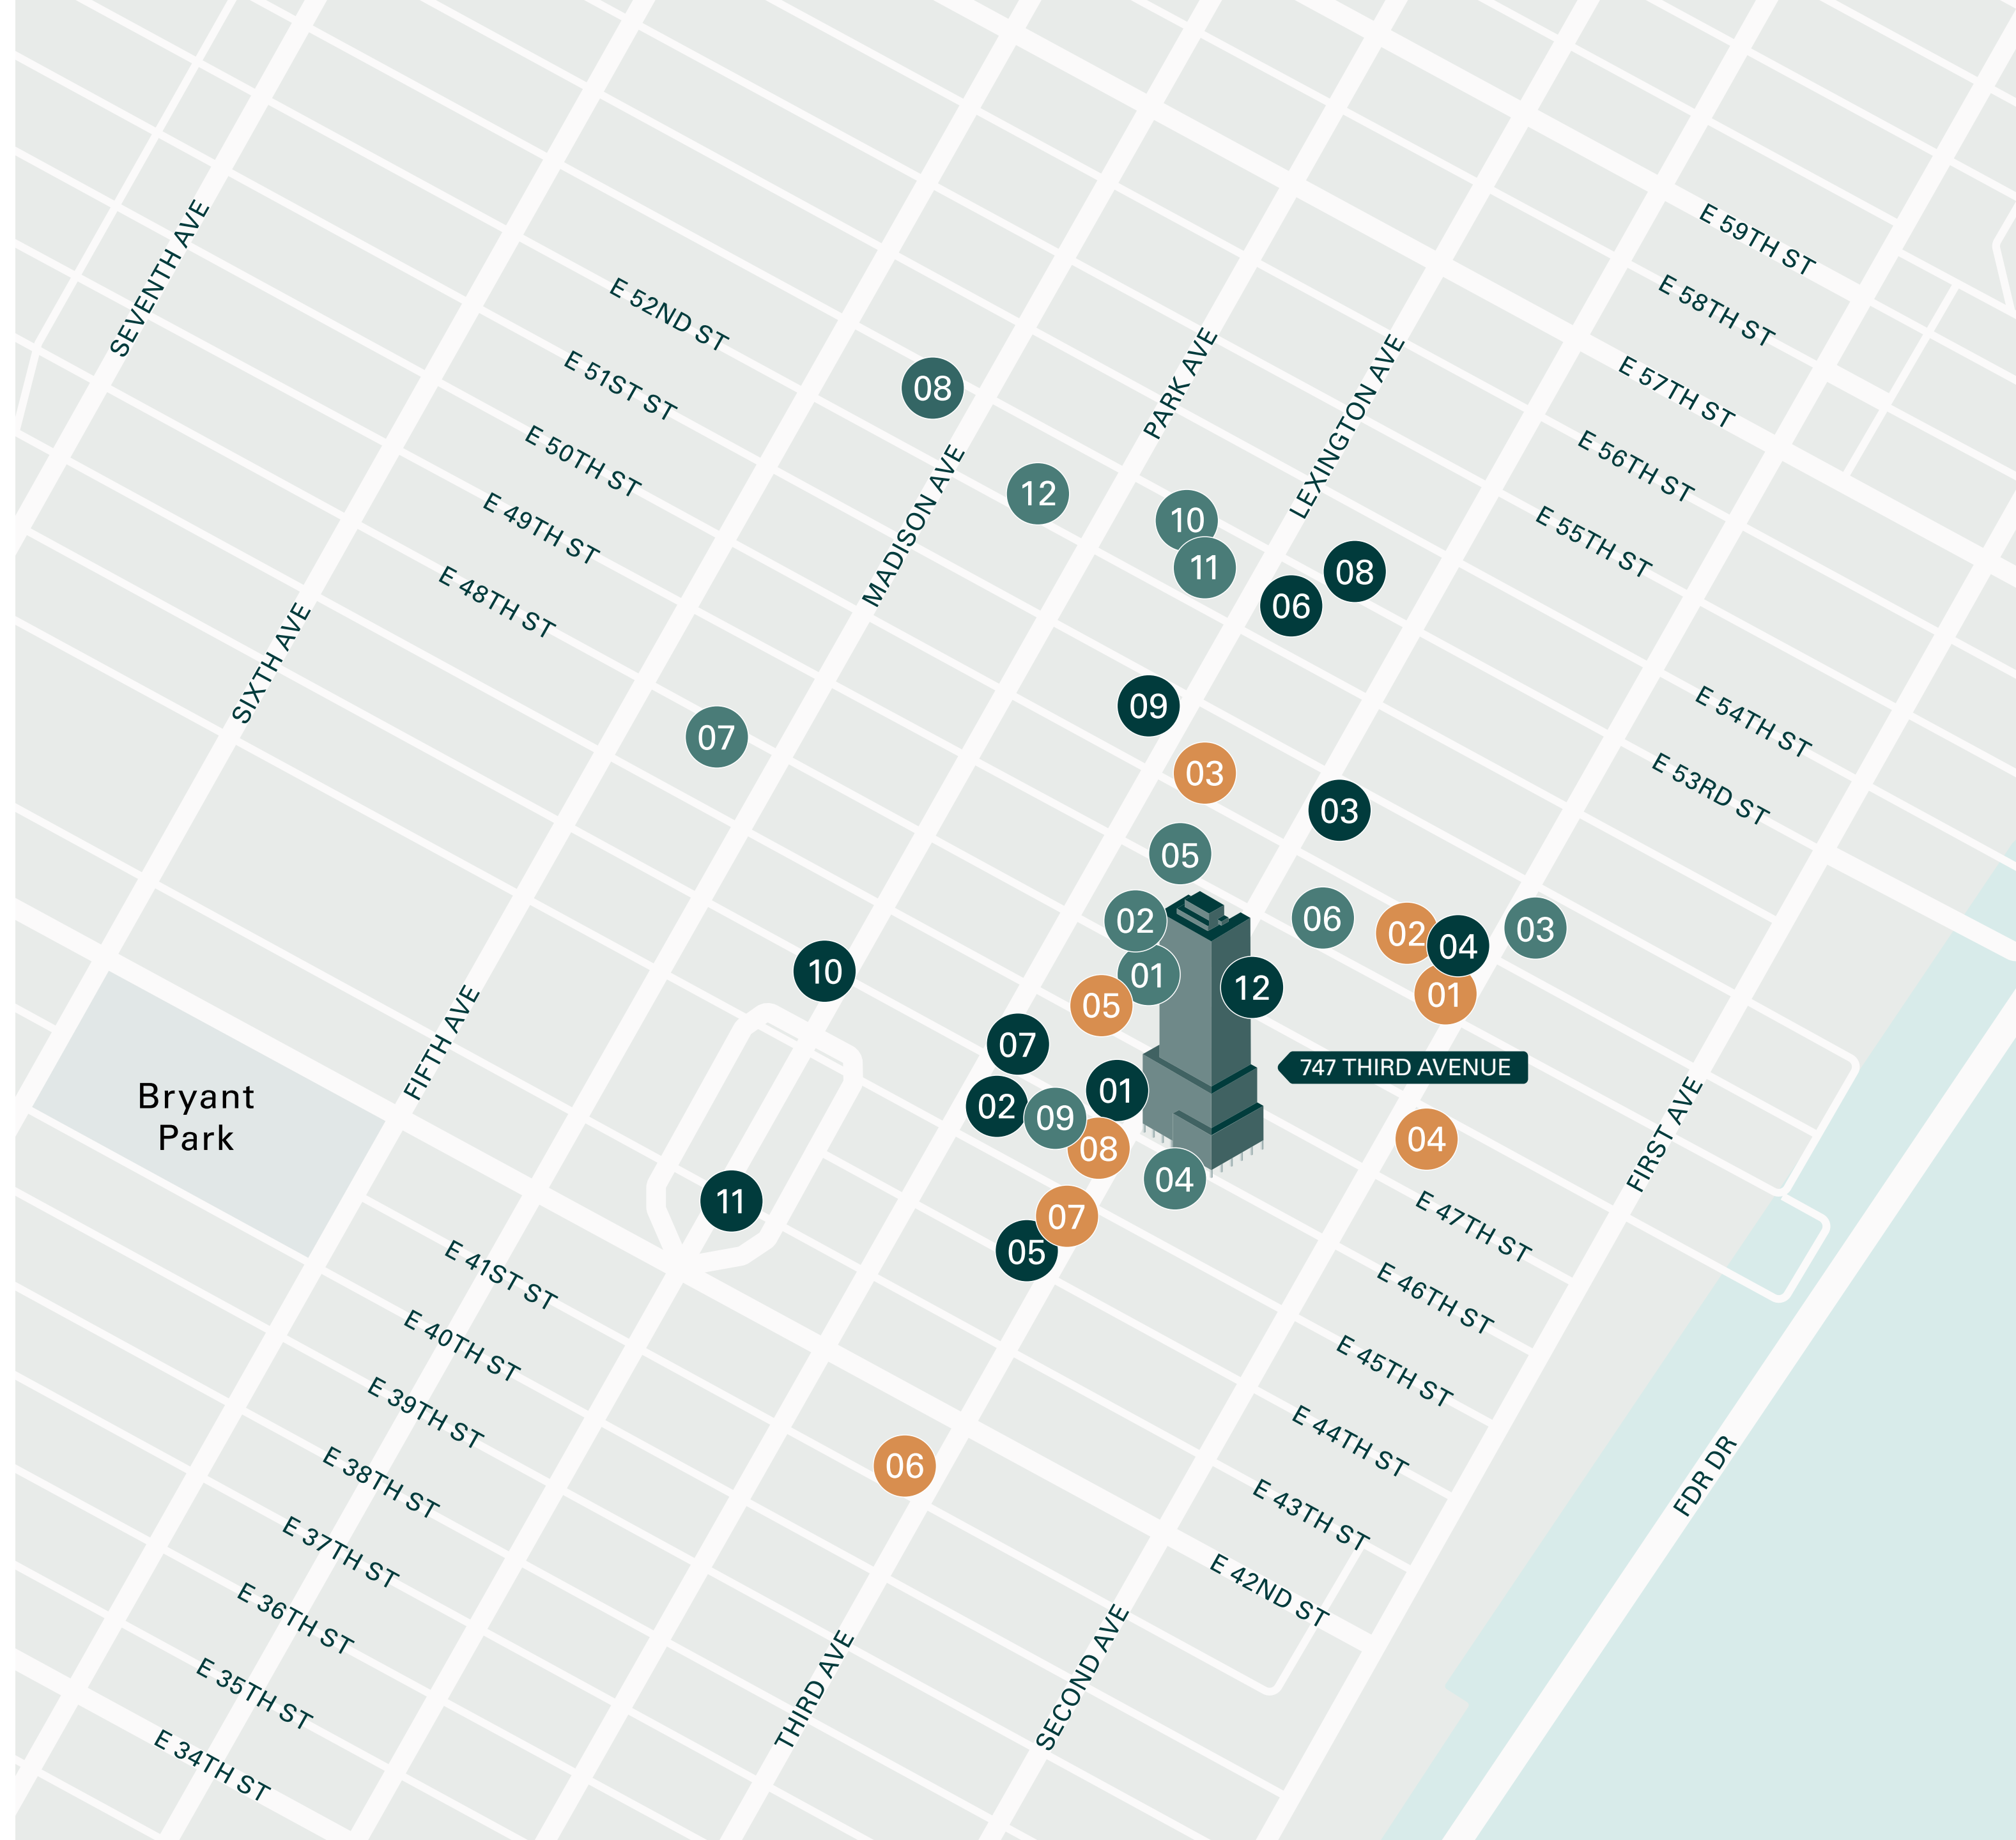 E 59TH ST
SEVENTH AVE
E 58TH ST
E 52ND ST
PARK AVE
LEXINGTON AVE
E 51ST ST
08
E 57TH ST
E 50TH ST
MADISON AVE
E 56TH ST
12
10
E 49TH ST
E 55TH ST
11
08
E 48TH ST
06
SIXTH AVE
09
E 54TH ST
07
03
E 53RD ST
03
05
02
06
02
04
03
10
01
12
01
05
FIFTH AVE
07
747 THIRD AVENUE
01
Bryant
Park
02
09
08
04
FIRST AVE
04
11
07
E 47TH ST
05
E 41ST ST
E 46TH ST
E 40TH ST
E 45TH ST
E 39TH ST
E 44TH ST
06
FDR DR
E 38TH ST
E 43TH ST
E 37TH ST
E 42ND ST
E 36TH ST
THIRD AVE
SECOND AVE
E 35TH ST
E 34TH ST